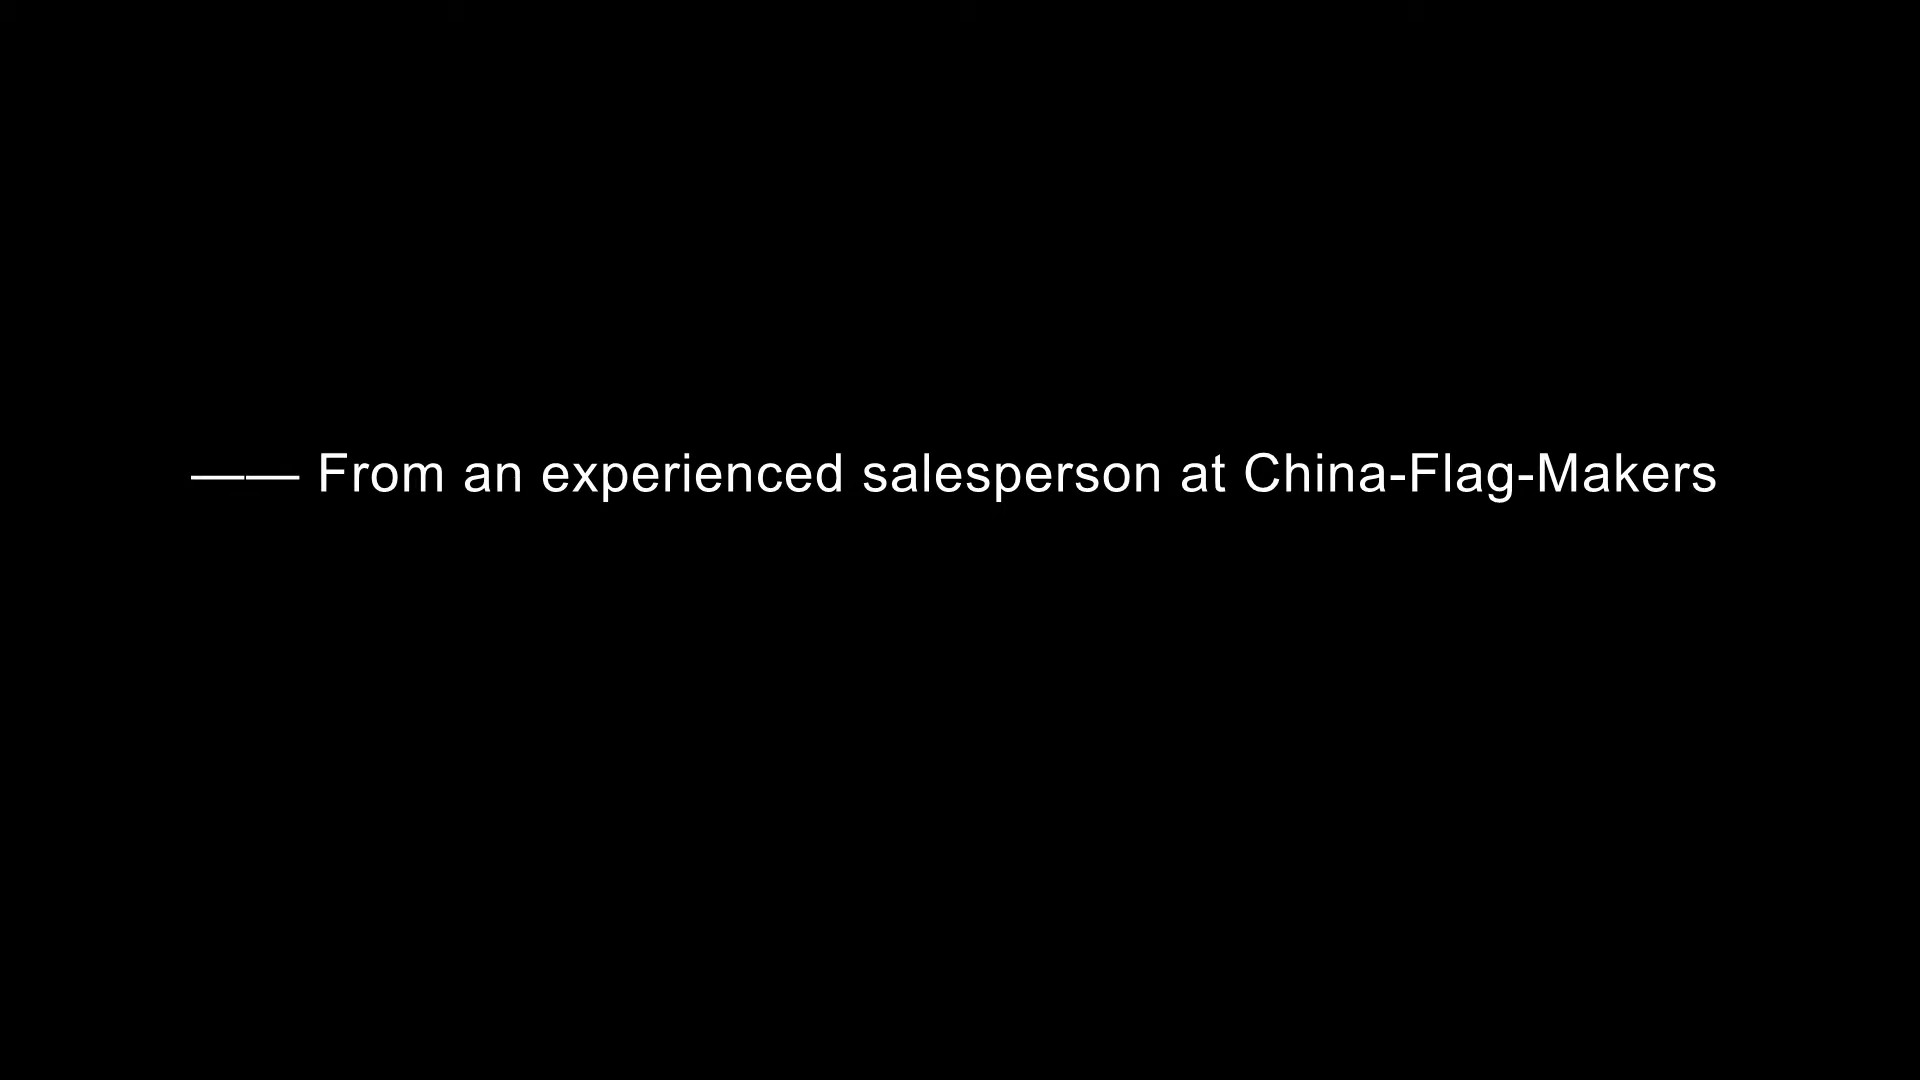 —— From an experienced salesperson at China-Flag-Makers